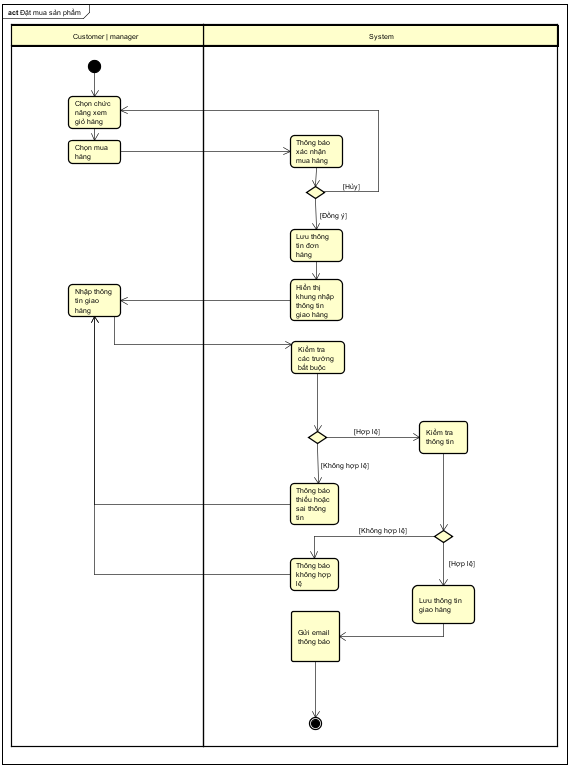 act Đặt mua sản phẩm
Customer | manager
System
Chọn chức
năng xem
giỏ hàng
Chọn mua
hàng
Thông báo
xác nhận
mua hàng
[Hủy]
[Đồng ý]
Lưu thông
tin đơn
hàng
Nhập thông
tin giao
hàng
Hiển thị
khung nhập
thông tin
giao hàng
Kiểm tra
các trường
bắt buộc
[Hợp lệ]
Kiểm tra
thông tin
[Không hợp lệ]
Thông báo
thiếu hoặc
sai thông
tin
[Không hợp lệ]
[Hợp lệ]
Thông báo
không hợp
lệ
Lưu thông tin
giao hàng
Gửi email
thông báo